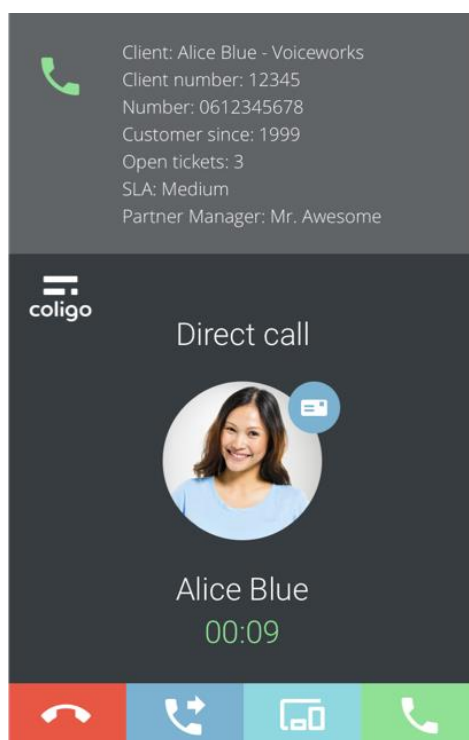 Client: Alice Blue - Voiceworks
Client number: 12345
Number: 0612345678
Customer since: 1999
Open tickets: 3
SLA: Medium
Partner Manager: Mr. Awesome
coligo
Direct call
Alice Blue
00:09